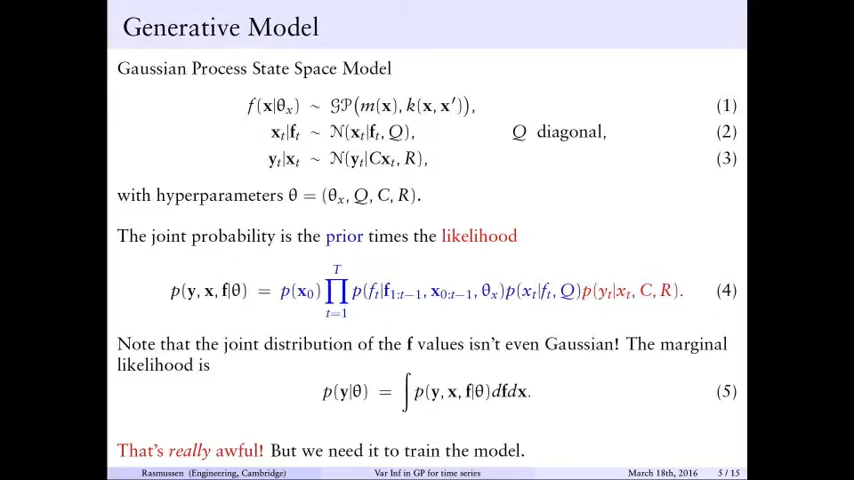 Generative Model
Gaussian Process State Space Model
f(x|θₓ) ~ GP(m(x), k(x, x′)), (1)
xₜ|fₜ ~ N(xₜ|fₜ, Q), Q diagonal, (2)
yₜ|xₜ ~ N(yₜ|Cxₜ, R), (3)
with hyperparameters θ = (θₓ, Q, C, R).
The joint probability is the prior times the likelihood
p(y, x, f|θ) = p(x₀) ∏_{t=1}^{T} p(fₜ|f_{1:t−1}, x_{0:t−1}, θₓ)p(xₜ|fₜ, Q)p(yₜ|xₜ, C, R). (4)
Note that the joint distribution of the f values isn't even Gaussian! The marginal
likelihood is
p(y|θ) = ∫ p(y, x, f|θ)dfdx. (5)
That's really awful! But we need it to train the model.
Rasmussen (Engineering, Cambridge) Var Inf in GP for time series March 18th, 2016 5 / 15